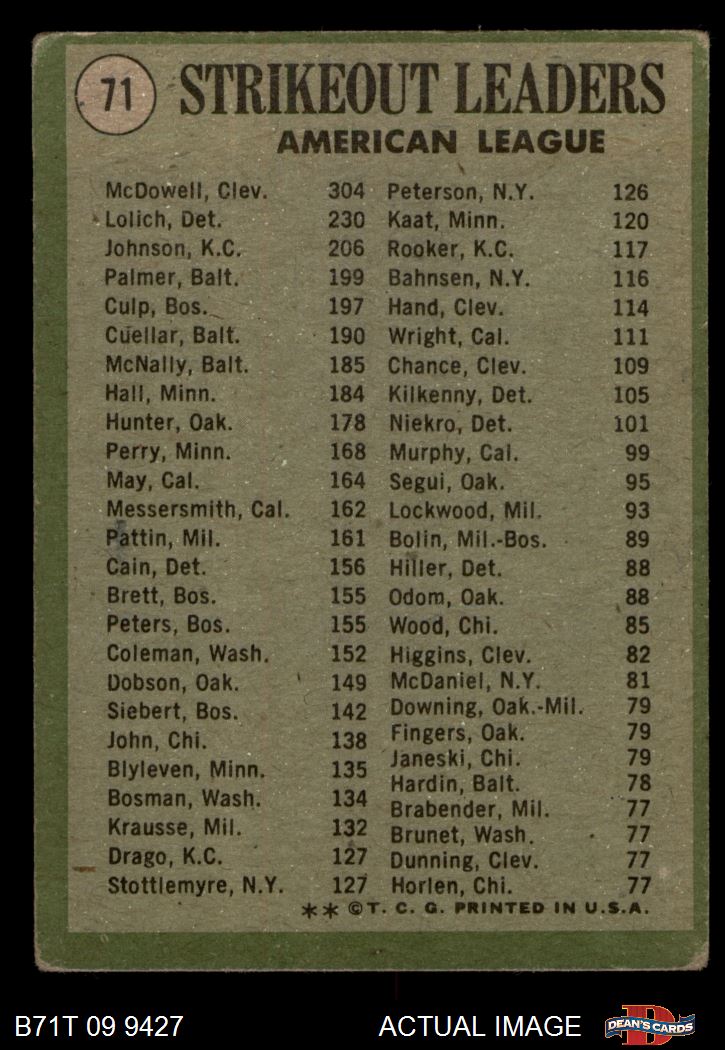 71
STRIKEOUT LEADERS
AMERICAN LEAGUE
McDowell, Clev. 304
Lolich, Det. 230
Johnson, K.C. 206
Palmer, Balt. 199
Culp, Bos. 197
Cuellar, Balt. 190
McNally, Balt. 185
Hall, Minn. 184
Hunter, Oak. 178
Perry, Minn. 168
May, Cal. 164
Messersmith, Cal. 162
Pattin, Mil. 161
Cain, Det. 156
Brett, Bos. 155
Peters, Bos. 155
Coleman, Wash. 152
Dobson, Oak. 149
Siebert, Bos. 142
John, Chi. 138
Blyleven, Minn. 135
Bosman, Wash. 134
Krausse, Mil. 132
Drago, K.C. 127
Stottlemyre, N.Y. 127
Peterson, N.Y. 126
Kaat, Minn. 120
Rooker, K.C. 117
Bahnsen, N.Y. 116
Hand, Clev. 114
Wright, Cal. 111
Chance, Clev. 109
Kilkenny, Det. 105
Niekro, Det. 101
Murphy, Cal. 99
Segui, Oak. 95
Lockwood, Mil. 93
Bolin, Mil.-Bos. 89
Hiller, Det. 88
Odom, Oak. 88
Wood, Chi. 85
Higgins, Clev. 82
McDaniel, N.Y. 81
Downing, Oak.-Mil. 79
Fingers, Oak. 79
Janeski, Chi. 79
Hardin, Balt. 78
Brabender, Mil. 77
Brunet, Wash. 77
Dunning, Clev. 77
Horlen, Chi. 77
** ©T. C. G. PRINTED IN U.S.A.
B71T 09 9427
ACTUAL IMAGE
DEAN'S CARDS